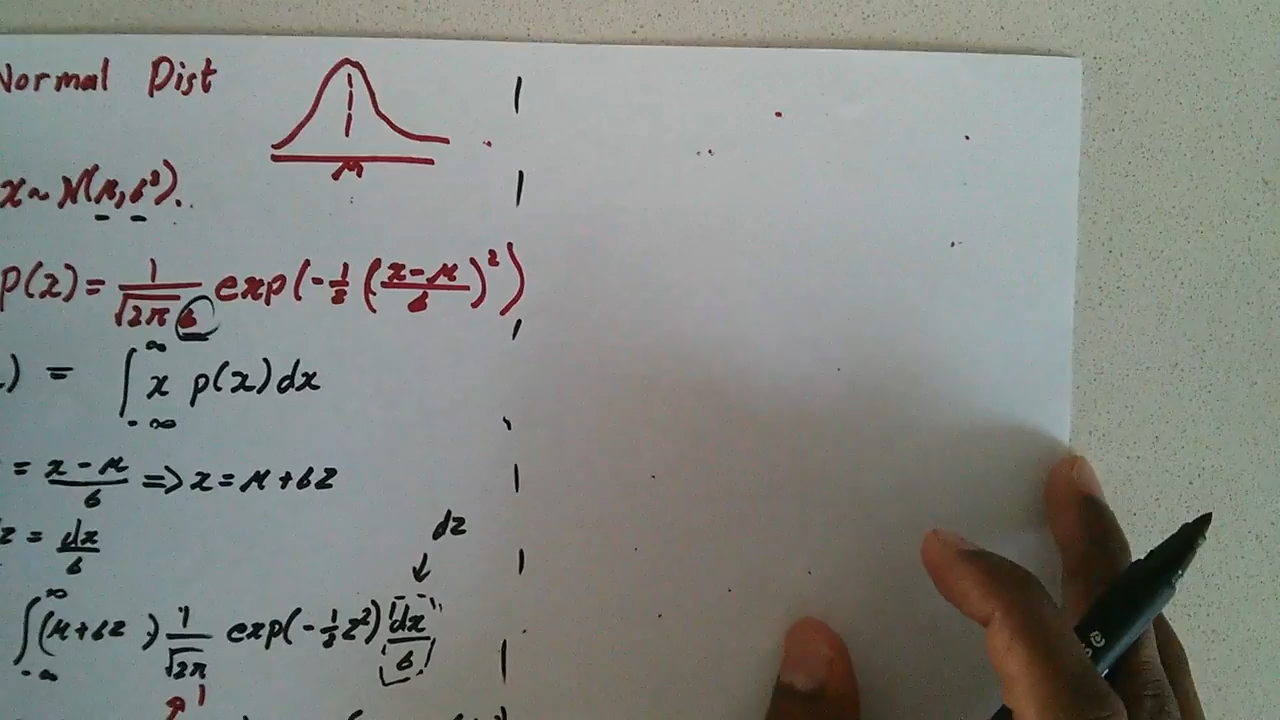 Normal Dist
μ
x ~ N(μ, σ²).
p(x) = 1/(√(2π) σ) exp(-1/2 ((x-μ)/σ)²)
) = ∫_{-∞}^{∞} x p(x) dx
= (x-μ)/σ => x = μ + σz
z = dx/σ
dz
↓
∫_{-∞}^{∞} (μ+σz) 1/√(2π) exp(-1/2 z²) dx/σ
1